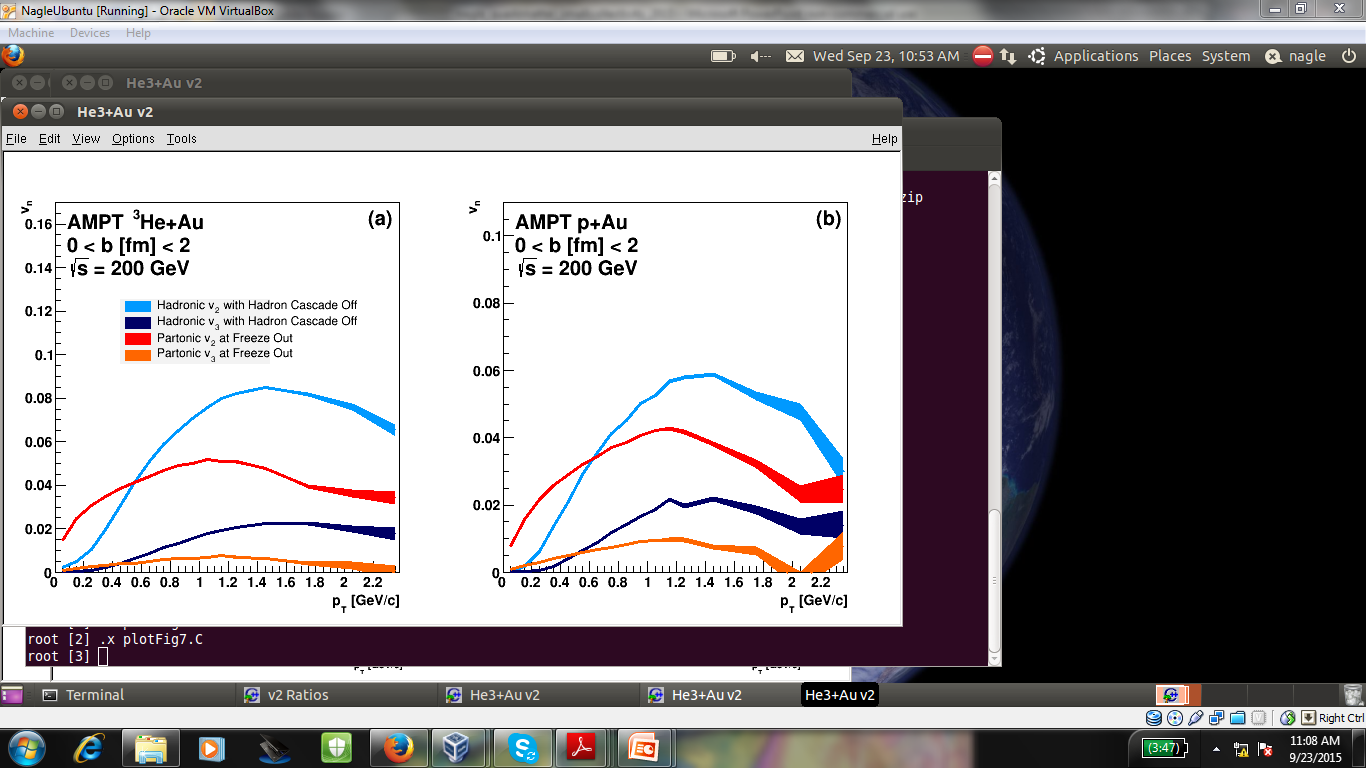 NagleUbuntu [Running] - Oracle VM VirtualBox
Machine Devices Help
Wed Sep 23, 10:53 AM Applications Places System nagle
He3+Au v2
He3+Au v2
File Edit View Options Tools Help
zip
vn
AMPT 3He+Au
(a)
0 < b [fm] < 2
√s = 200 GeV
Hadronic v2 with Hadron Cascade Off
Hadronic v3 with Hadron Cascade Off
Partonic v2 at Freeze Out
Partonic v3 at Freeze Out
0.16
0.14
0.12
0.1
0.08
0.06
0.04
0.02
0
0 0.2 0.4 0.6 0.8 1 1.2 1.4 1.6 1.8 2 2.2
pT [GeV/c]
vn
AMPT p+Au
(b)
0 < b [fm] < 2
√s = 200 GeV
0.1
0.08
0.06
0.04
0.02
0
0 0.2 0.4 0.6 0.8 1 1.2 1.4 1.6 1.8 2 2.2
pT [GeV/c]
root [2] .x plotFig7.C
root [3]
Terminal v2 Ratios He3+Au v2 He3+Au v2 He3+Au v2
Right Ctrl
(3:47) 11:08 AM
9/23/2015